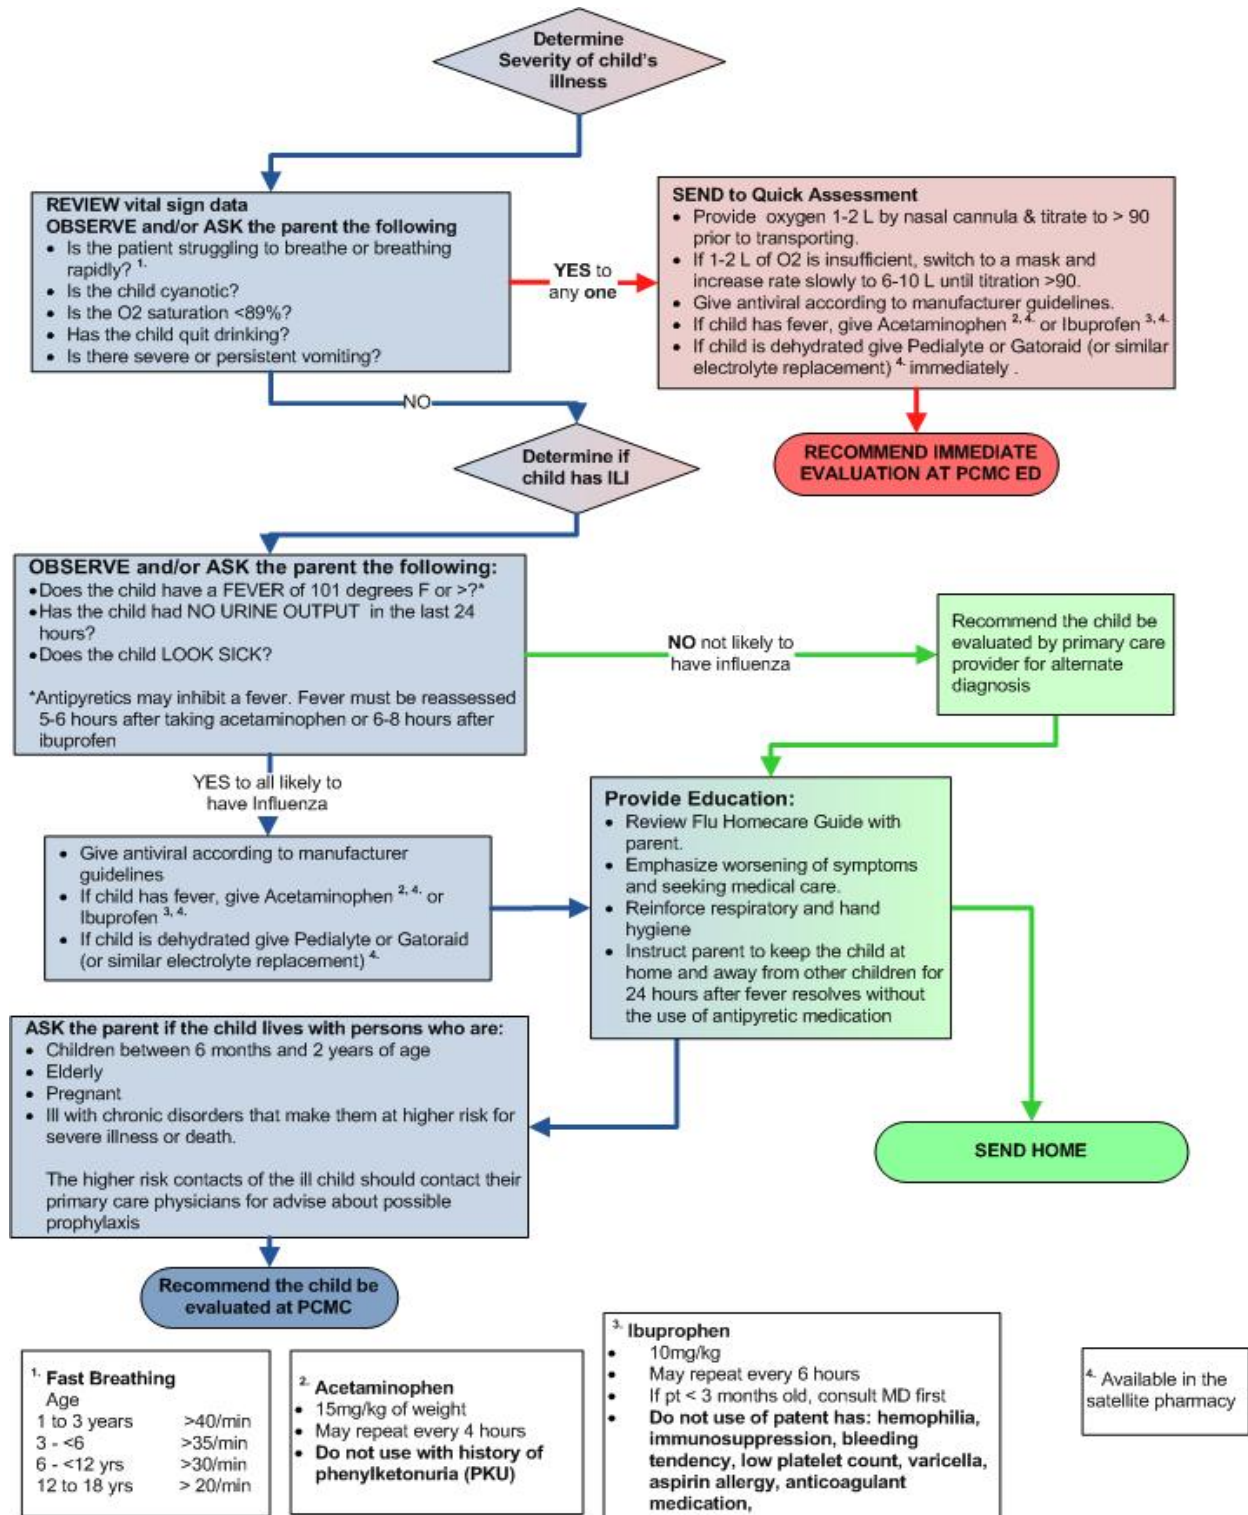 Determine
Severity of child's
illness
REVIEW vital sign data
OBSERVE and/or ASK the parent the following
• Is the patient struggling to breathe or breathing
rapidly? 1.
• Is the child cyanotic?
• Is the O2 saturation <89%?
• Has the child quit drinking?
• Is there severe or persistent vomiting?
YES to
any one
SEND to Quick Assessment
• Provide oxygen 1-2 L by nasal cannula & titrate to > 90
prior to transporting.
• If 1-2 L of O2 is insufficient, switch to a mask and
increase rate slowly to 6-10 L until titration >90.
• Give antiviral according to manufacturer guidelines.
• If child has fever, give Acetaminophen 2, 4. or Ibuprofen 3, 4.
• If child is dehydrated give Pedialyte or Gatoraid (or similar
electrolyte replacement) 4. immediately .
NO
RECOMMEND IMMEDIATE
EVALUATION AT PCMC ED
Determine if
child has ILI
OBSERVE and/or ASK the parent the following:
•Does the child have a FEVER of 101 degrees F or >?*
•Has the child had NO URINE OUTPUT in the last 24
hours?
•Does the child LOOK SICK?
*Antipyretics may inhibit a fever. Fever must be reassessed
5-6 hours after taking acetaminophen or 6-8 hours after
ibuprofen
NO not likely to
have influenza
Recommend the child be
evaluated by primary care
provider for alternate
diagnosis
YES to all likely to
have Influenza
• Give antiviral according to manufacturer
guidelines
• If child has fever, give Acetaminophen 2, 4. or
Ibuprofen 3, 4.
• If child is dehydrated give Pedialyte or Gatoraid
(or similar electrolyte replacement) 4.
Provide Education:
• Review Flu Homecare Guide with
parent.
• Emphasize worsening of symptoms
and seeking medical care.
• Reinforce respiratory and hand
hygiene
• Instruct parent to keep the child at
home and away from other children for
24 hours after fever resolves without
the use of antipyretic medication
ASK the parent if the child lives with persons who are:
• Children between 6 months and 2 years of age
• Elderly
• Pregnant
• Ill with chronic disorders that make them at higher risk for
severe illness or death.
The higher risk contacts of the ill child should contact their
primary care physicians for advise about possible
prophylaxis
SEND HOME
Recommend the child be
evaluated at PCMC
1. Fast Breathing
Age
1 to 3 years >40/min
3 - <6 >35/min
6 - <12 yrs >30/min
12 to 18 yrs > 20/min
2. Acetaminophen
• 15mg/kg of weight
• May repeat every 4 hours
• Do not use with history of
phenylketonuria (PKU)
3. Ibuprophen
• 10mg/kg
• May repeat every 6 hours
• If pt < 3 months old, consult MD first
• Do not use of patent has: hemophilia,
immunosuppression, bleeding
tendency, low platelet count, varicella,
aspirin allergy, anticoagulant
medication,
4. Available in the
satellite pharmacy